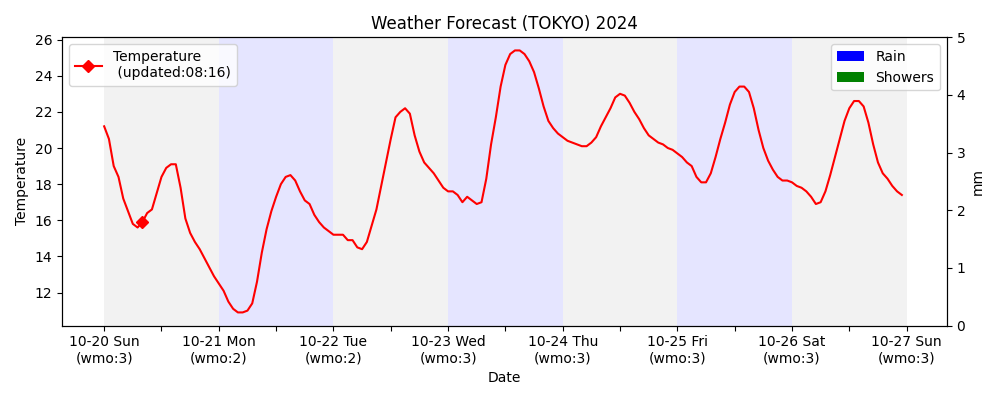 Weather Forecast (TOKYO) 2024
Temperature
(updated:08:16)
Rain
Showers
Temperature
26
24
22
20
18
16
14
12
5
4
3
2
1
0
mm
10-20 Sun
(wmo:3)
10-21 Mon
(wmo:2)
10-22 Tue
(wmo:2)
10-23 Wed
(wmo:3)
10-24 Thu
(wmo:3)
10-25 Fri
(wmo:3)
10-26 Sat
(wmo:3)
10-27 Sun
(wmo:3)
Date